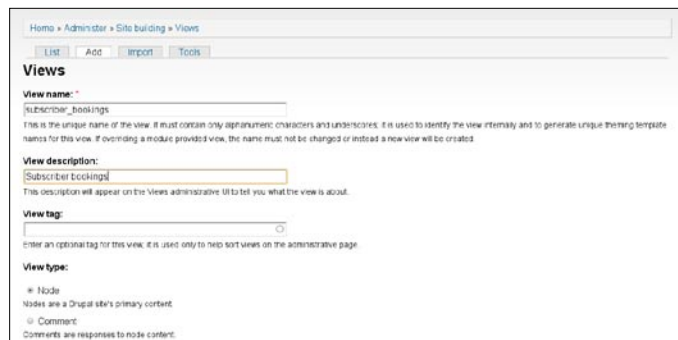 Home » Administer » Site building » Views
List Add Import Tools
Views
View name: *
subscriber_bookings
This is the unique name of the view. It must contain only alphanumeric characters and underscores; it is used to identify the view internally and to generate unique theming template
names for this view. If overriding a module provided view, the name must not be changed or instead a new view will be created.
View description:
Subscriber bookings
This description will appear on the Views administrative UI to tell you what the view is about.
View tag:
Enter an optional tag for this view; it is used only to help sort views on the administrative page.
View type:
Node
Nodes are a Drupal site's primary content.
Comment
Comments are responses to node content.